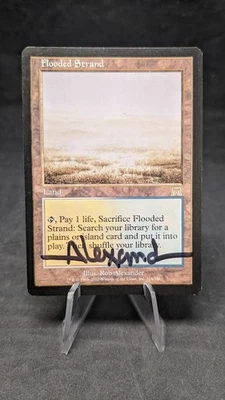 Flooded Strand
Land
, Pay 1 life, Sacrifice Flooded
Strand: Search your library for a
plains or island card and put it into
play. Then shuffle your library.
Alexand
Illus. Rob Alexander